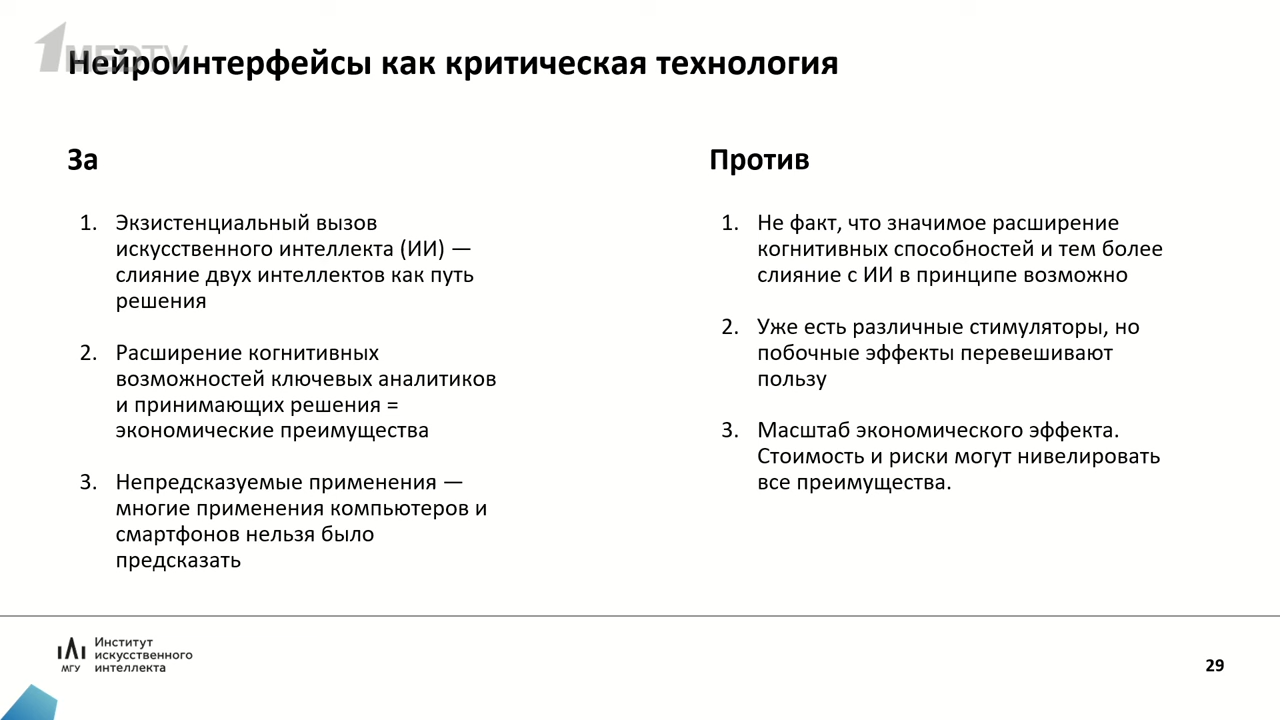 1MEDTV
Нейроинтерфейсы как критическая технология
За
1. Экзистенциальный вызов
искусственного интеллекта (ИИ) —
слияние двух интеллектов как путь
решения
2. Расширение когнитивных
возможностей ключевых аналитиков
и принимающих решения =
экономические преимущества
3. Непредсказуемые применения —
многие применения компьютеров и
смартфонов нельзя было
предсказать
Против
1. Не факт, что значимое расширение
когнитивных способностей и тем более
слияние с ИИ в принципе возможно
2. Уже есть различные стимуляторы, но
побочные эффекты перевешивают
пользу
3. Масштаб экономического эффекта.
Стоимость и риски могут нивелировать
все преимущества.
МГУ
Институт
искусственного
интеллекта
29